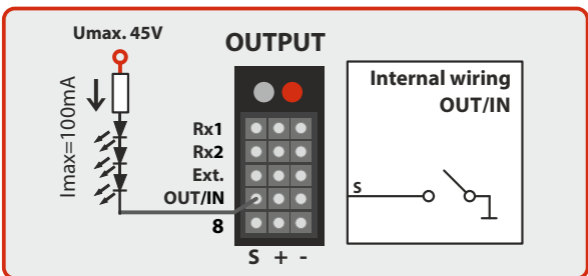 Umax. 45V
OUTPUT
Imax=100mA
Rx1
Rx2
Ext.
OUT/IN
8
S + -
Internal wiring
OUT/IN
S